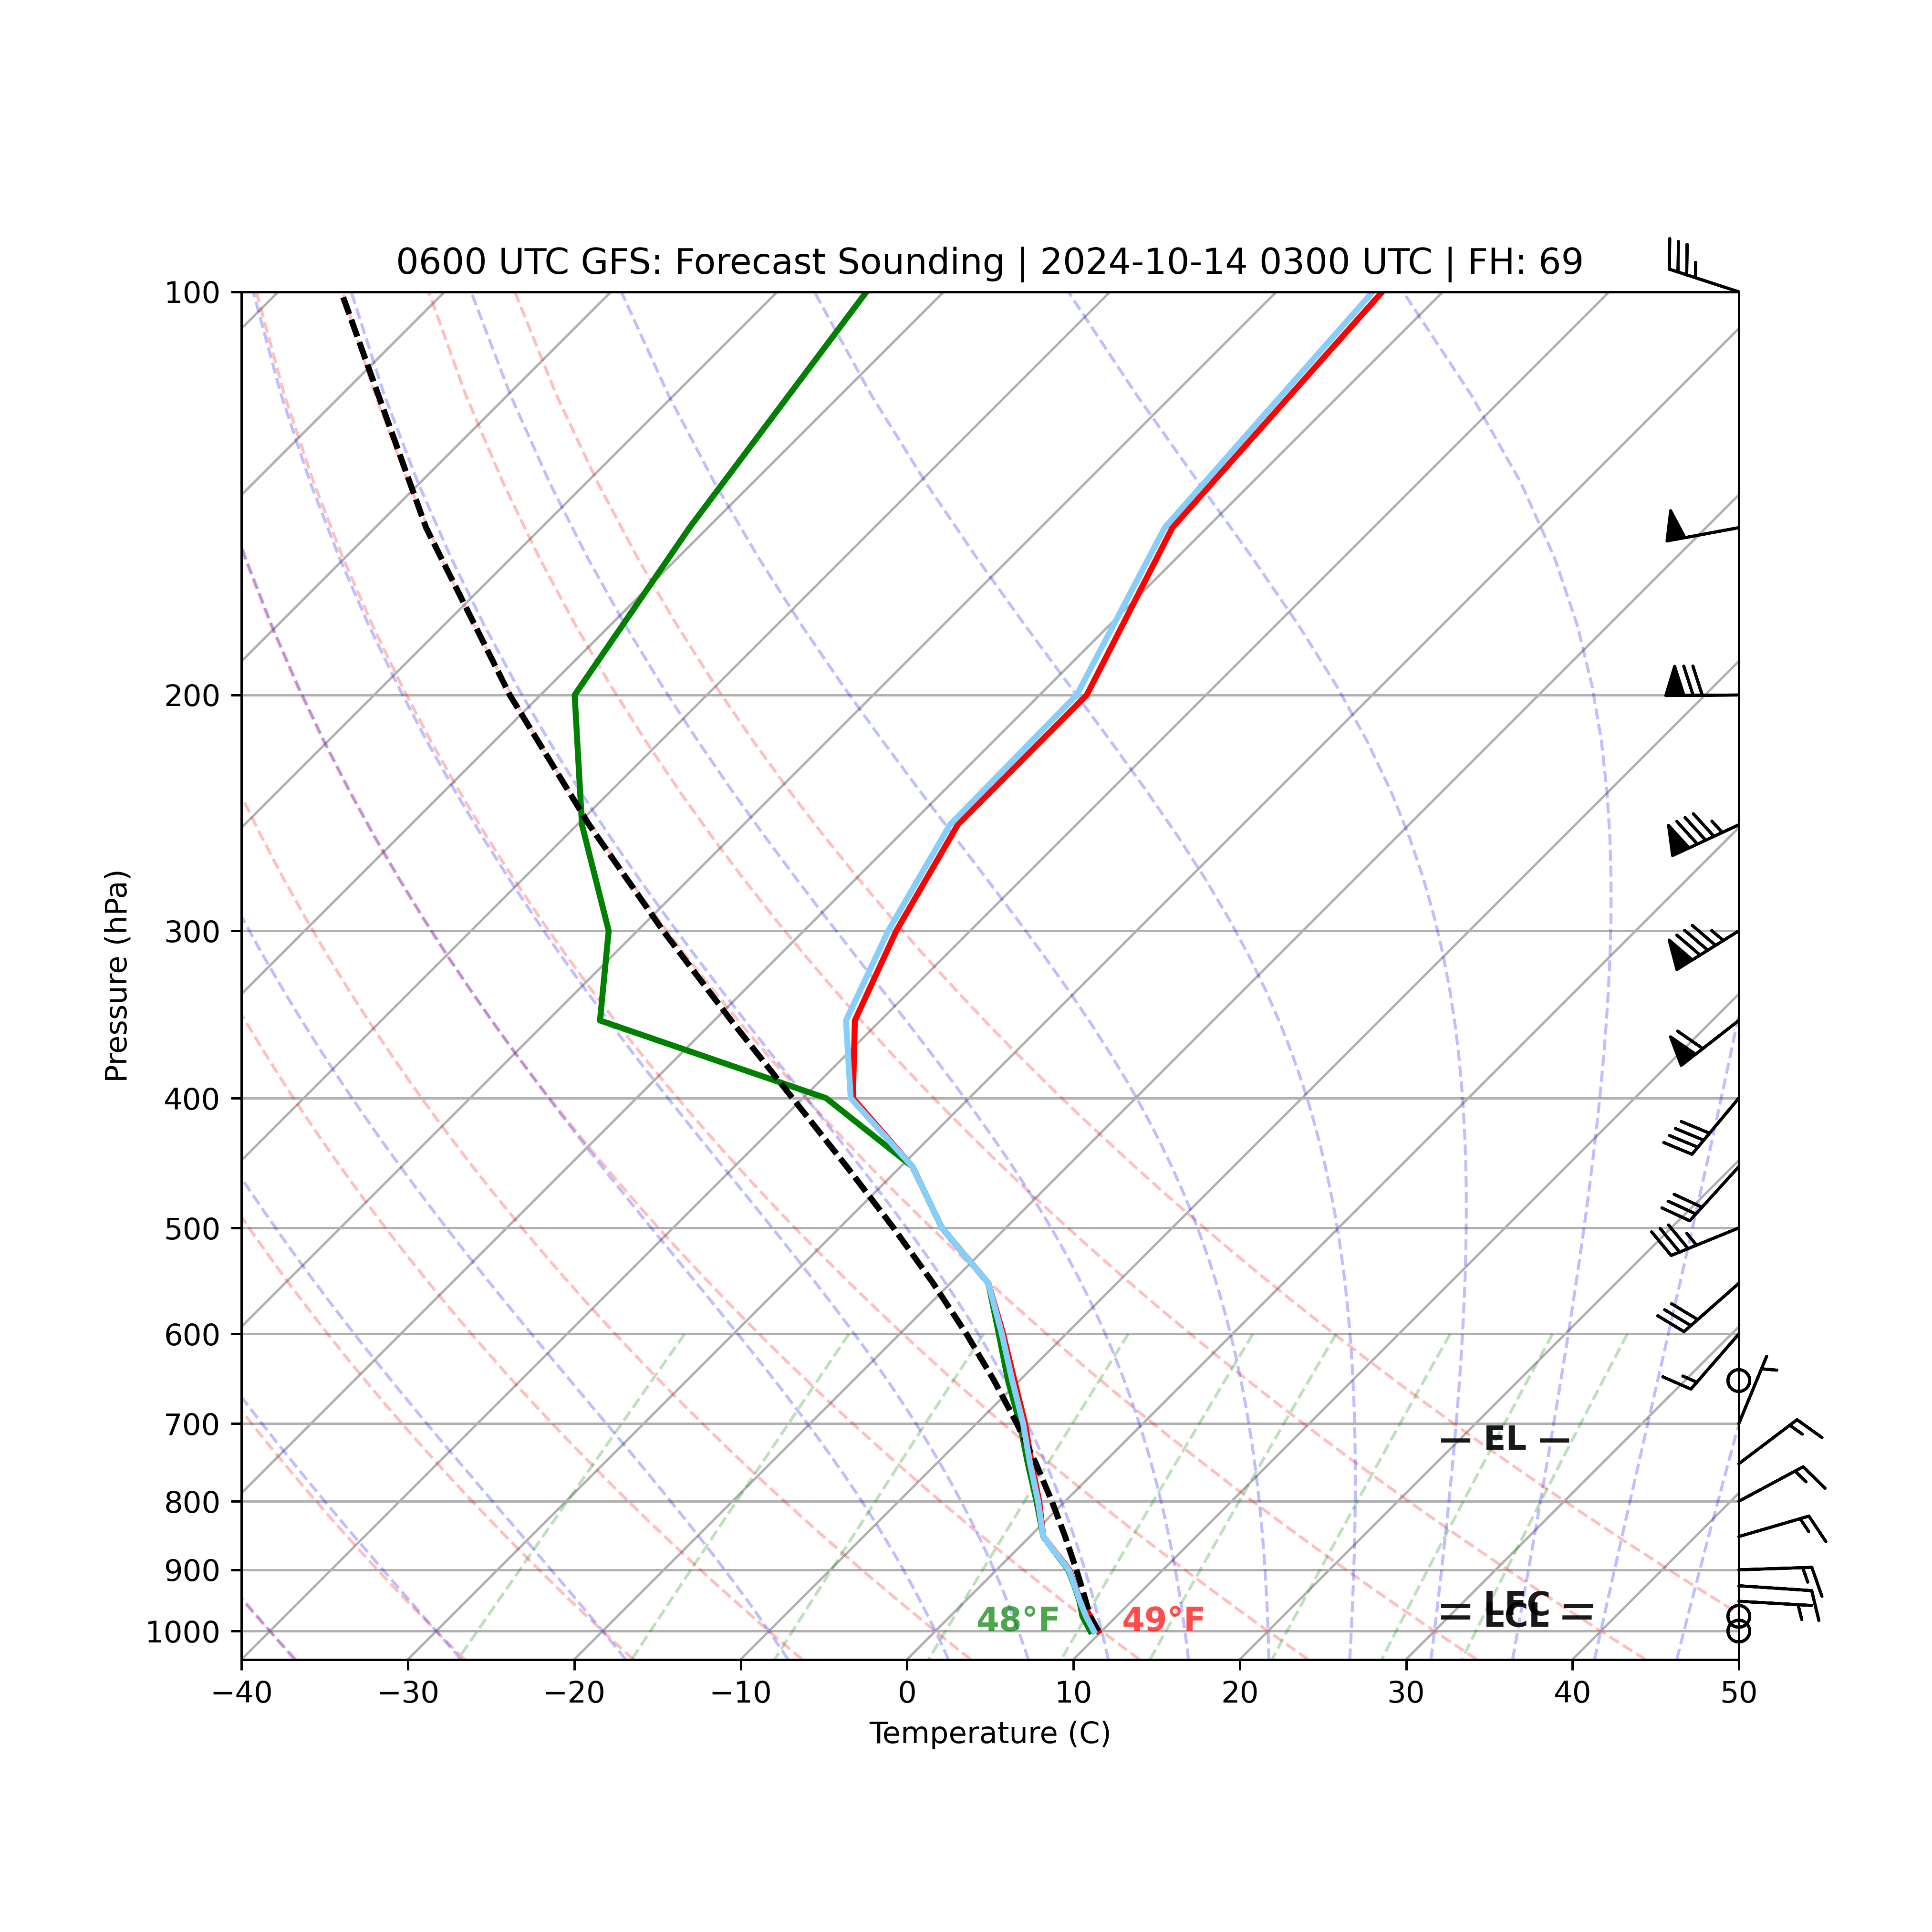 0600 UTC GFS: Forecast Sounding | 2024-10-14 0300 UTC | FH: 69
100
200
300
400
500
600
700
800
900
1000
Pressure (hPa)
— EL —
— LFC —
— LCL —
48°F
49°F
−40 −30 −20 −10 0 10 20 30 40 50
Temperature (C)